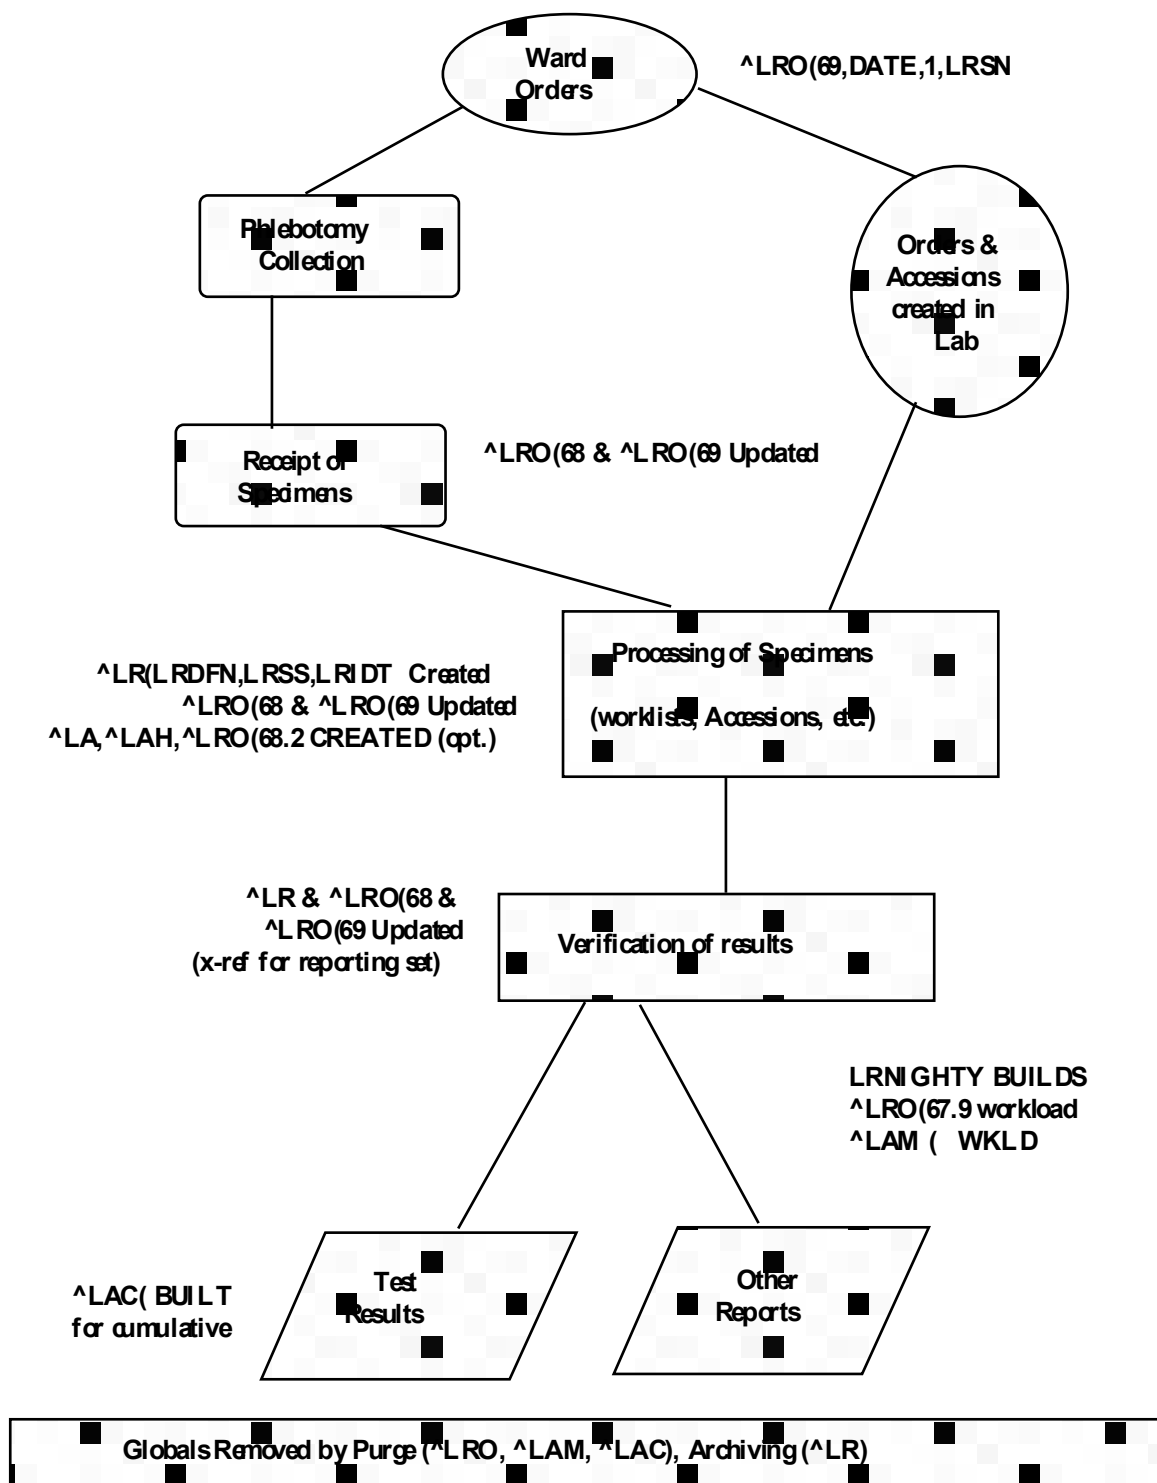 Ward
Orders
^LRO(69,DATE,1,LRSN
Phlebotomy
Collection
Orders &
Accessions
created in
Lab
Receipt of
Specimens
^LRO(68 & ^LRO(69 Updated
Processing of Specimens
(worklists, Accessions, etc.)
^LR(LRDFN,LRSS,LRIDT Created
^LRO(68 & ^LRO(69 Updated
^LA,^LAH,^LRO(68.2 CREATED (opt.)
^LR & ^LRO(68 &
^LRO(69 Updated
(x-ref for reporting set)
Verification of results
LRNIGHTY BUILDS
^LRO(67.9 workload
^LAM ( WKLD
^LAC( BUILT
for cumulative
Test
Results
Other
Reports
Globals Removed by Purge (^LRO, ^LAM, ^LAC), Archiving (^LR)